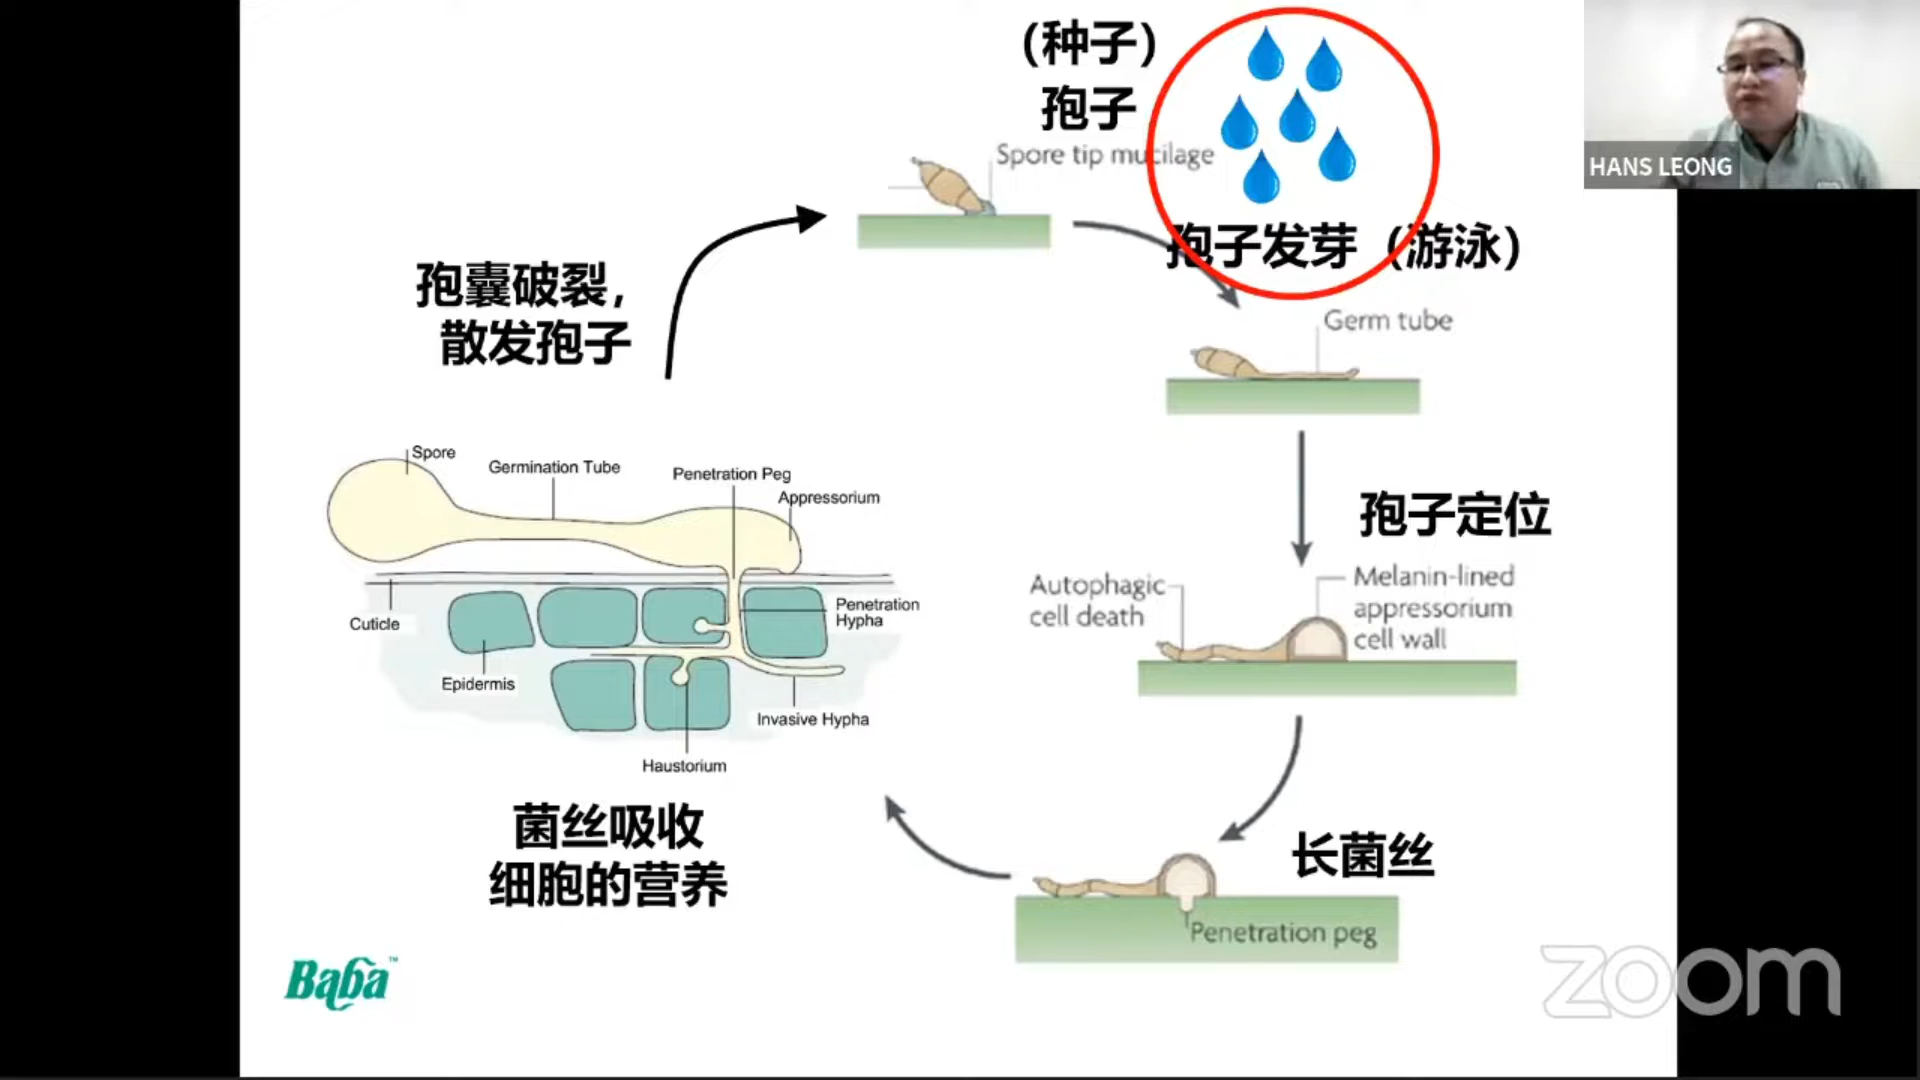 （种子）
孢子
Spore tip mucilage
HANS LEONG
孢子发芽（游泳）
孢囊破裂，
散发孢子
Germ tube
Spore
Germination Tube
Penetration Peg
Appressorium
孢子定位
Autophagic
cell death
Melanin-lined
appressorium
cell wall
Cuticle
Penetration
Hypha
Epidermis
Invasive Hypha
Haustorium
菌丝吸收
细胞的营养
长菌丝
Penetration peg
Baba™
zoom